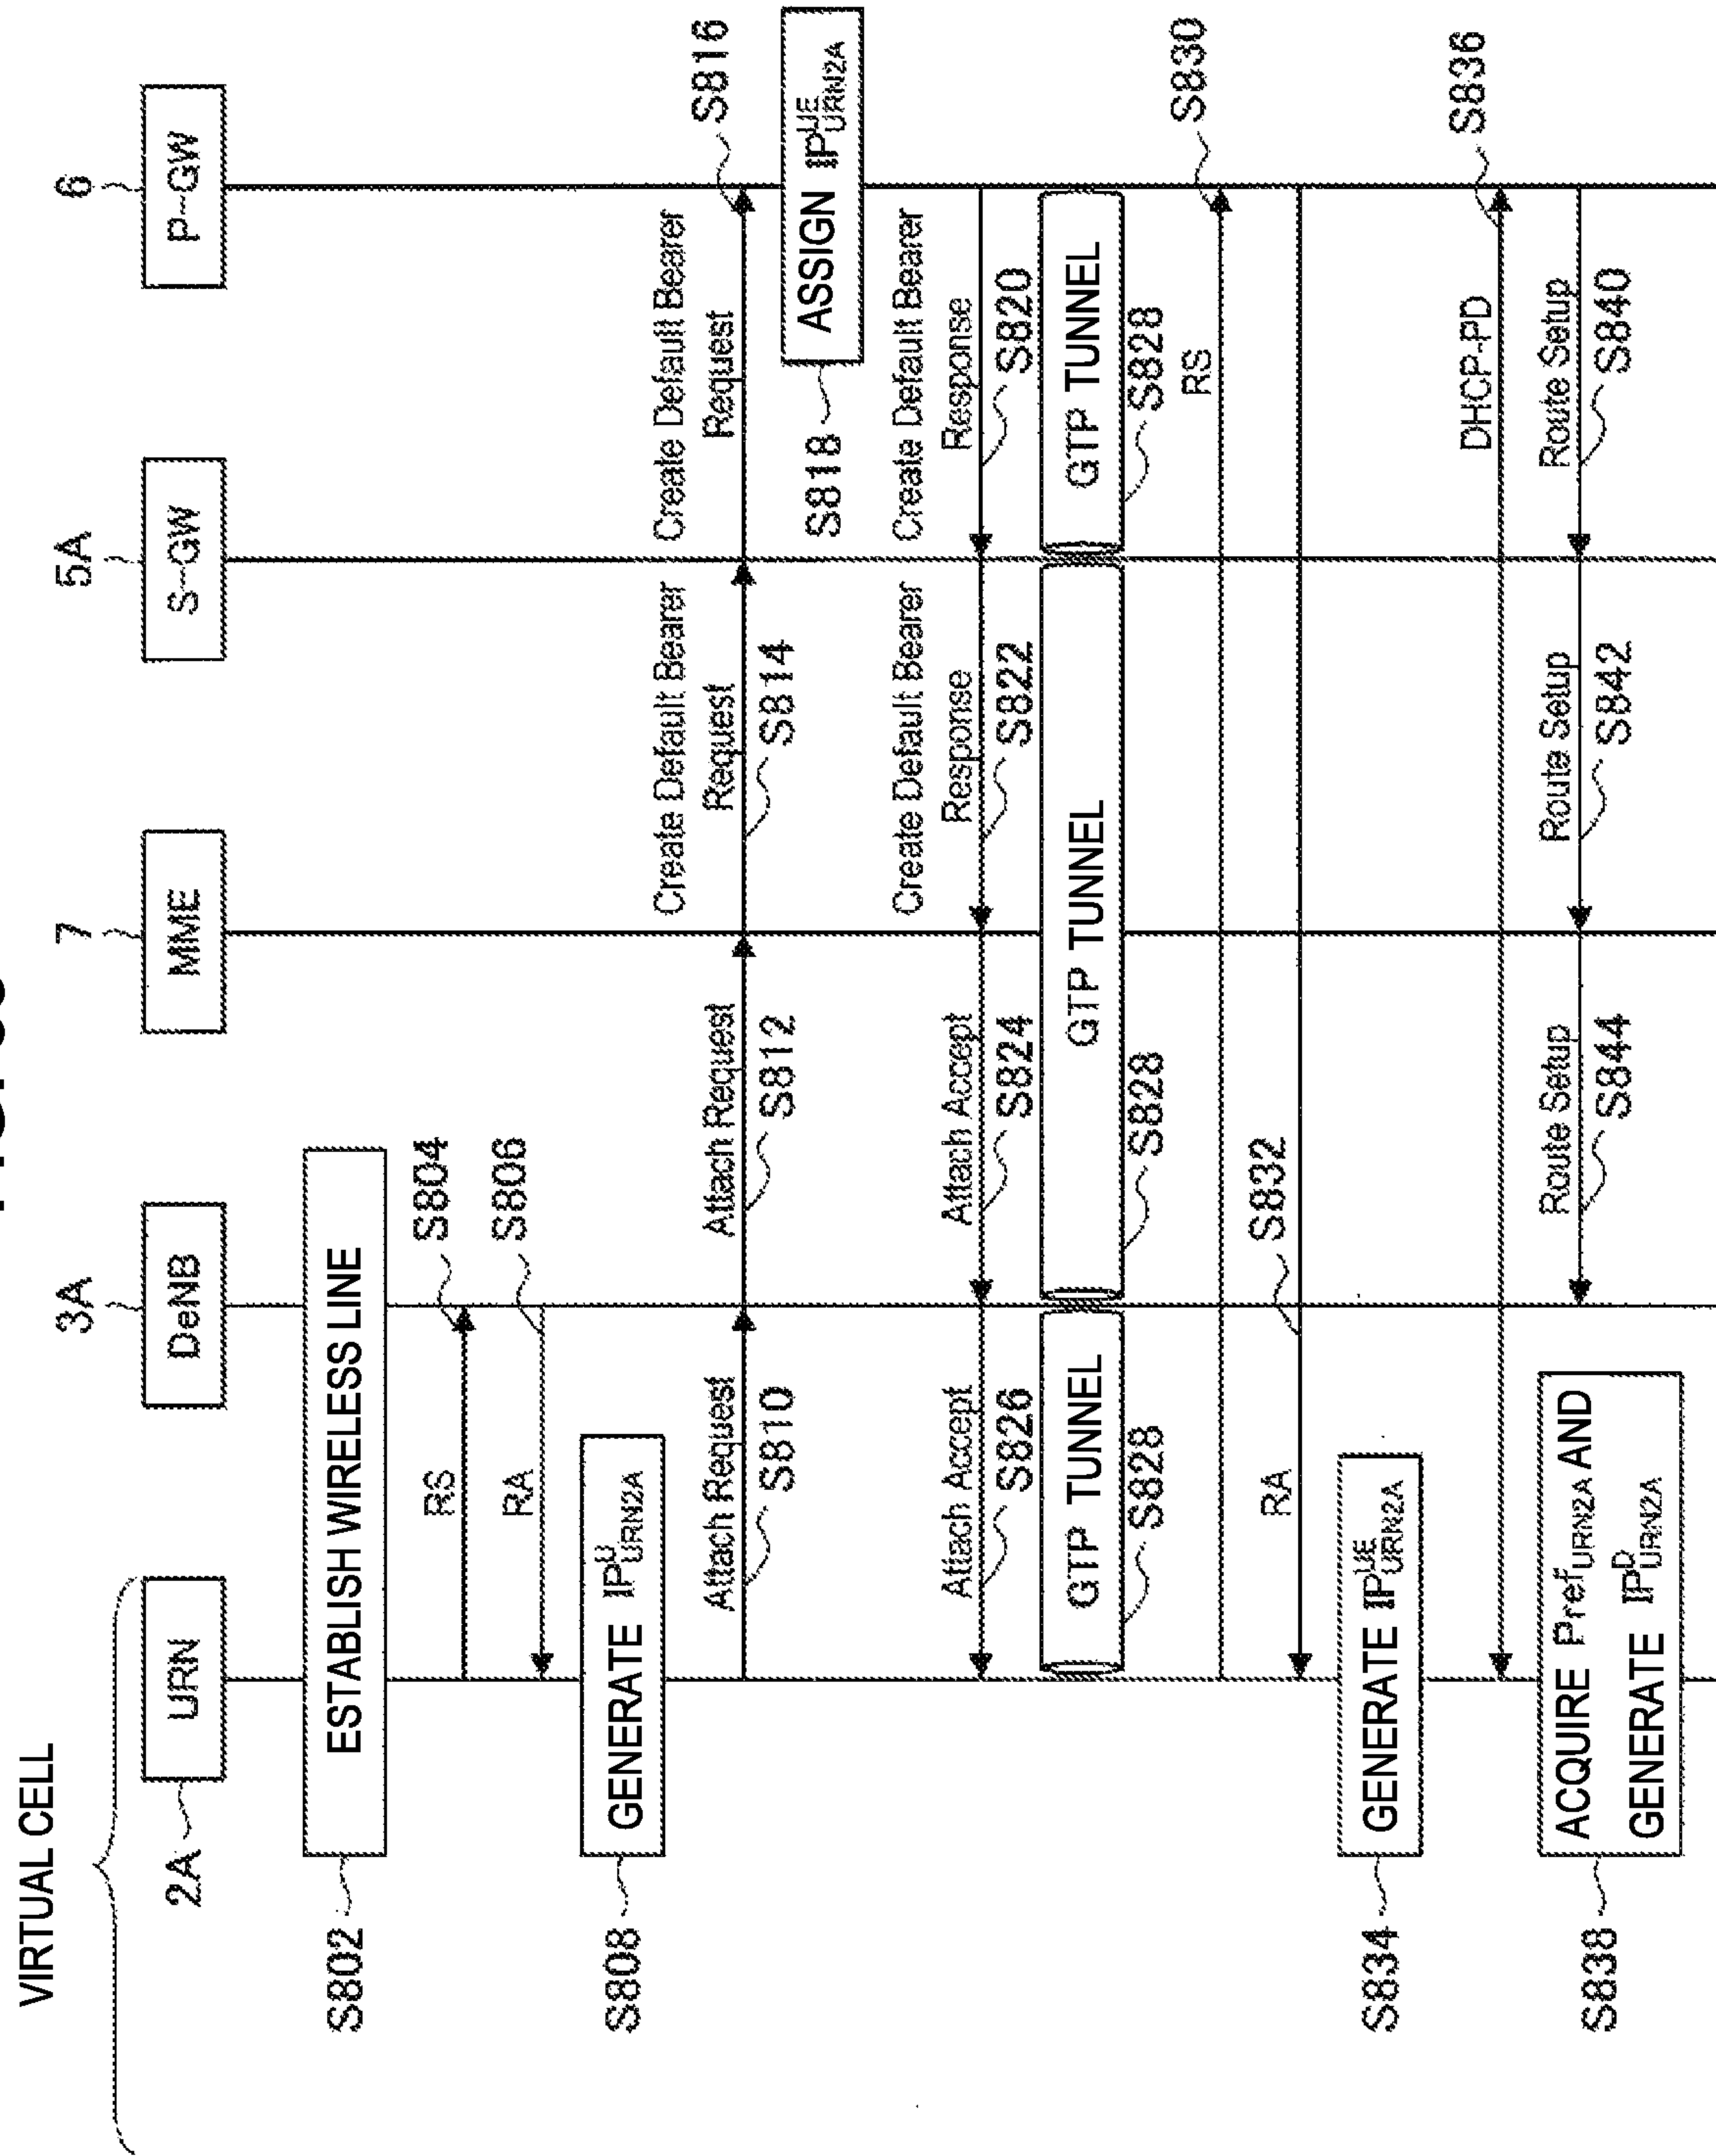 VIRTUAL CELL
2A
3A
7
5A
6
URN
DeNB
MME
S-GW
P-GW
S802
ESTABLISH WIRELESS LINE
RS
S804
RA
S806
S808
GENERATE IP^U_URN2A
Attach Request
S810
Attach Request
S812
Create Default Bearer
Request
S814
Create Default Bearer
Request
S816
S818
ASSIGN IP^UE_URN2A
Create Default Bearer
Response
S820
Create Default Bearer
Response
S822
Attach Accept
S824
Attach Accept
S826
GTP TUNNEL
GTP TUNNEL
GTP TUNNEL
S828
S828
S828
RS
S830
RA
S832
S834
GENERATE IP^UE_URN2A
DHCP-PD
S836
S838
ACQUIRE Pref_URN2A AND
GENERATE IP^D_URN2A
Route Setup
S840
Route Setup
S842
Route Setup
S844